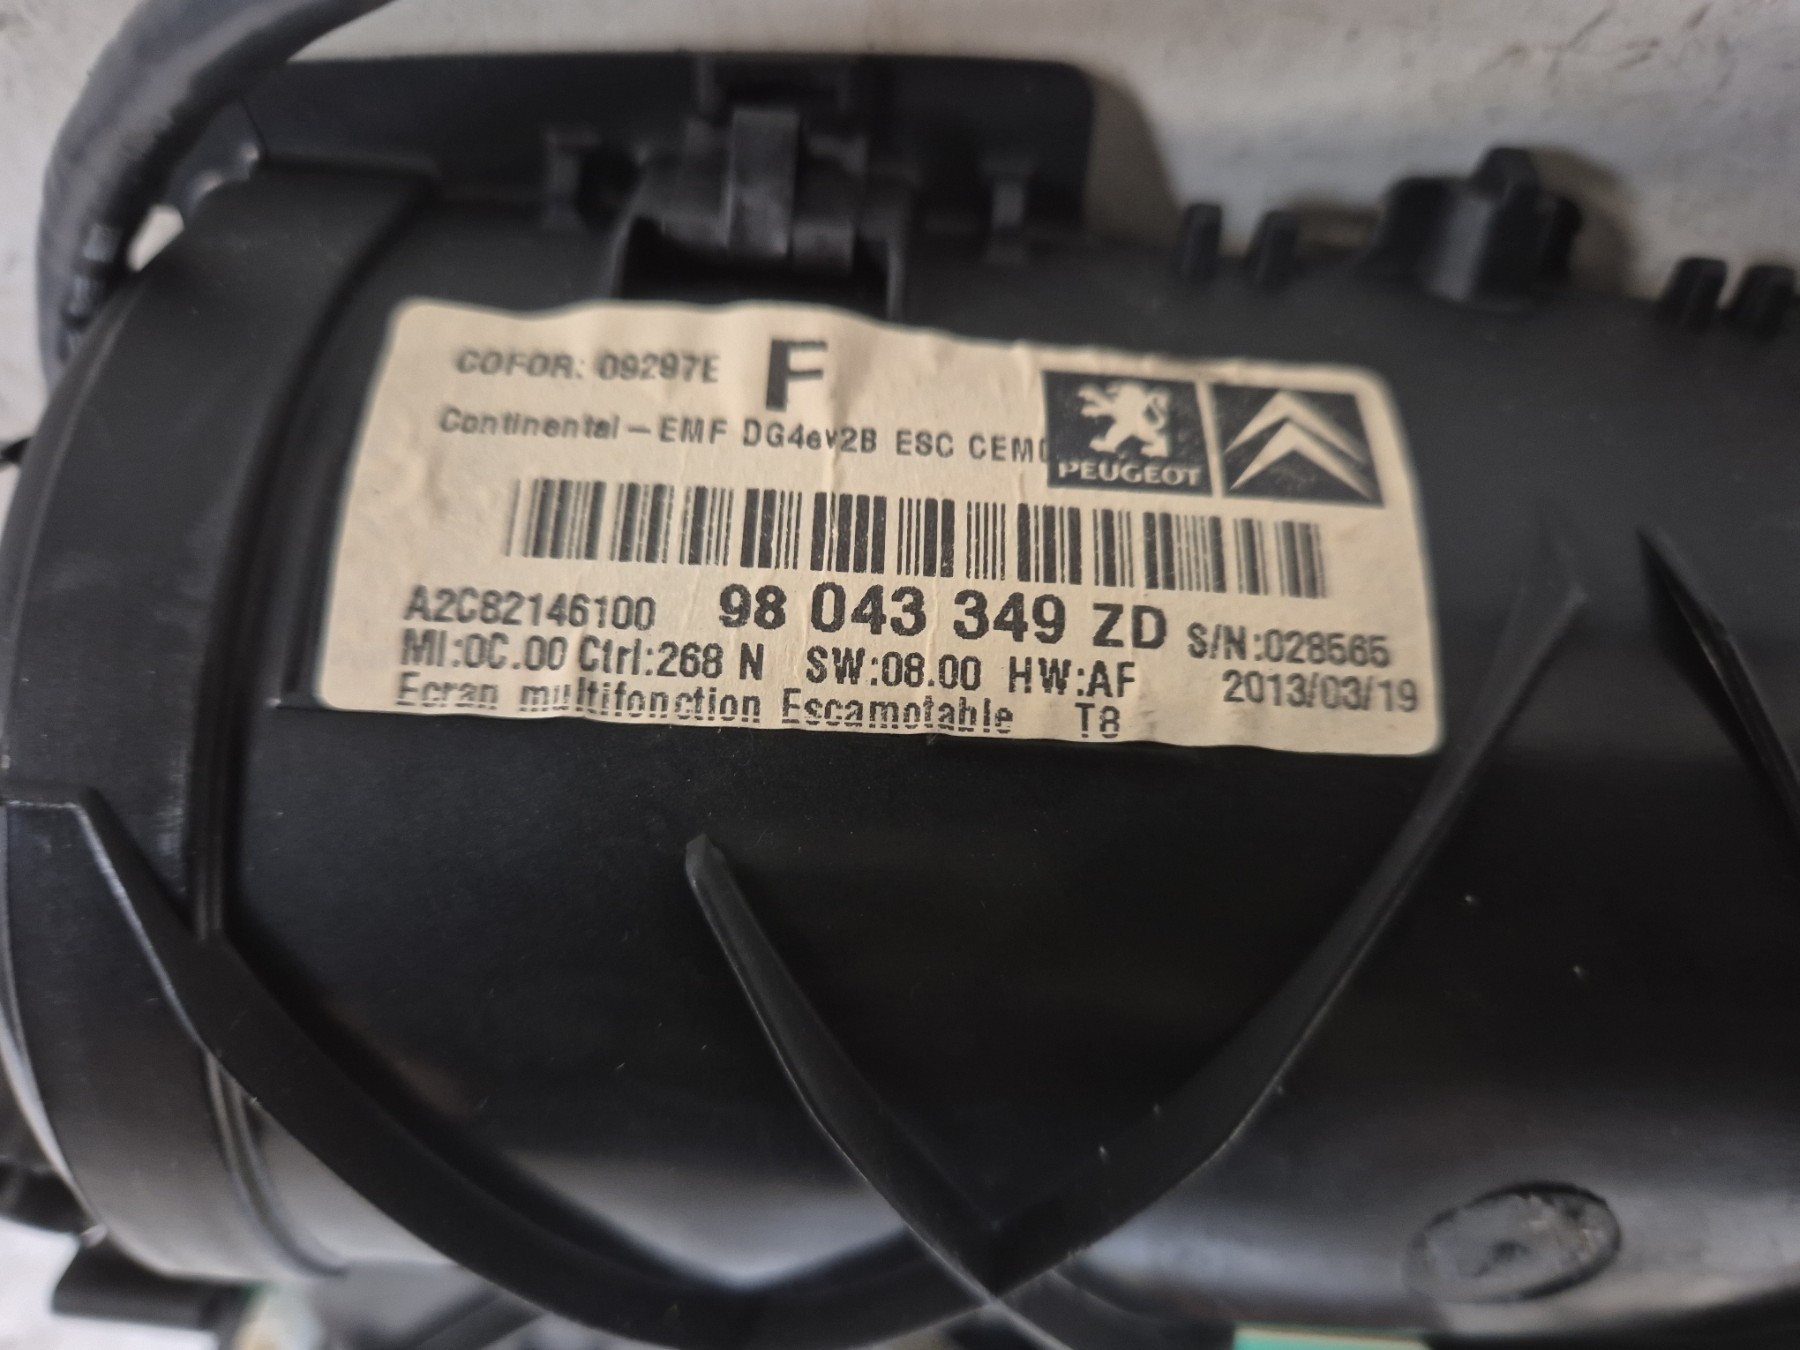 COFOR: 09297E F
Continental - EMF DG4eV2B ESC CEM
PEUGEOT
A2C82146100 98 043 349 ZD S/N:028565
MI:0C.00 Ctrl:268 N SW:08.00 HW:AF 2013/03/19
Ecran multifonction Escamotable T8